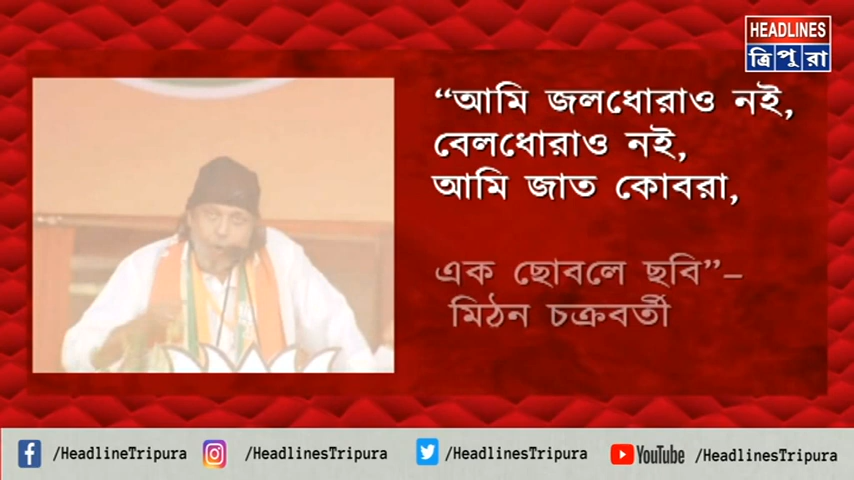 HEADLINES
ত্রিপুরা
“আমি জলধোরাও নই,
বেলধোরাও নই,
আমি জাত কোবরা,
এক ছোবলে ছবি”–
মিঠন চক্রবর্তী
/HeadlineTripura
/HeadlinesTripura
/HeadlinesTripura
YouTube
/HeadlinesTripura